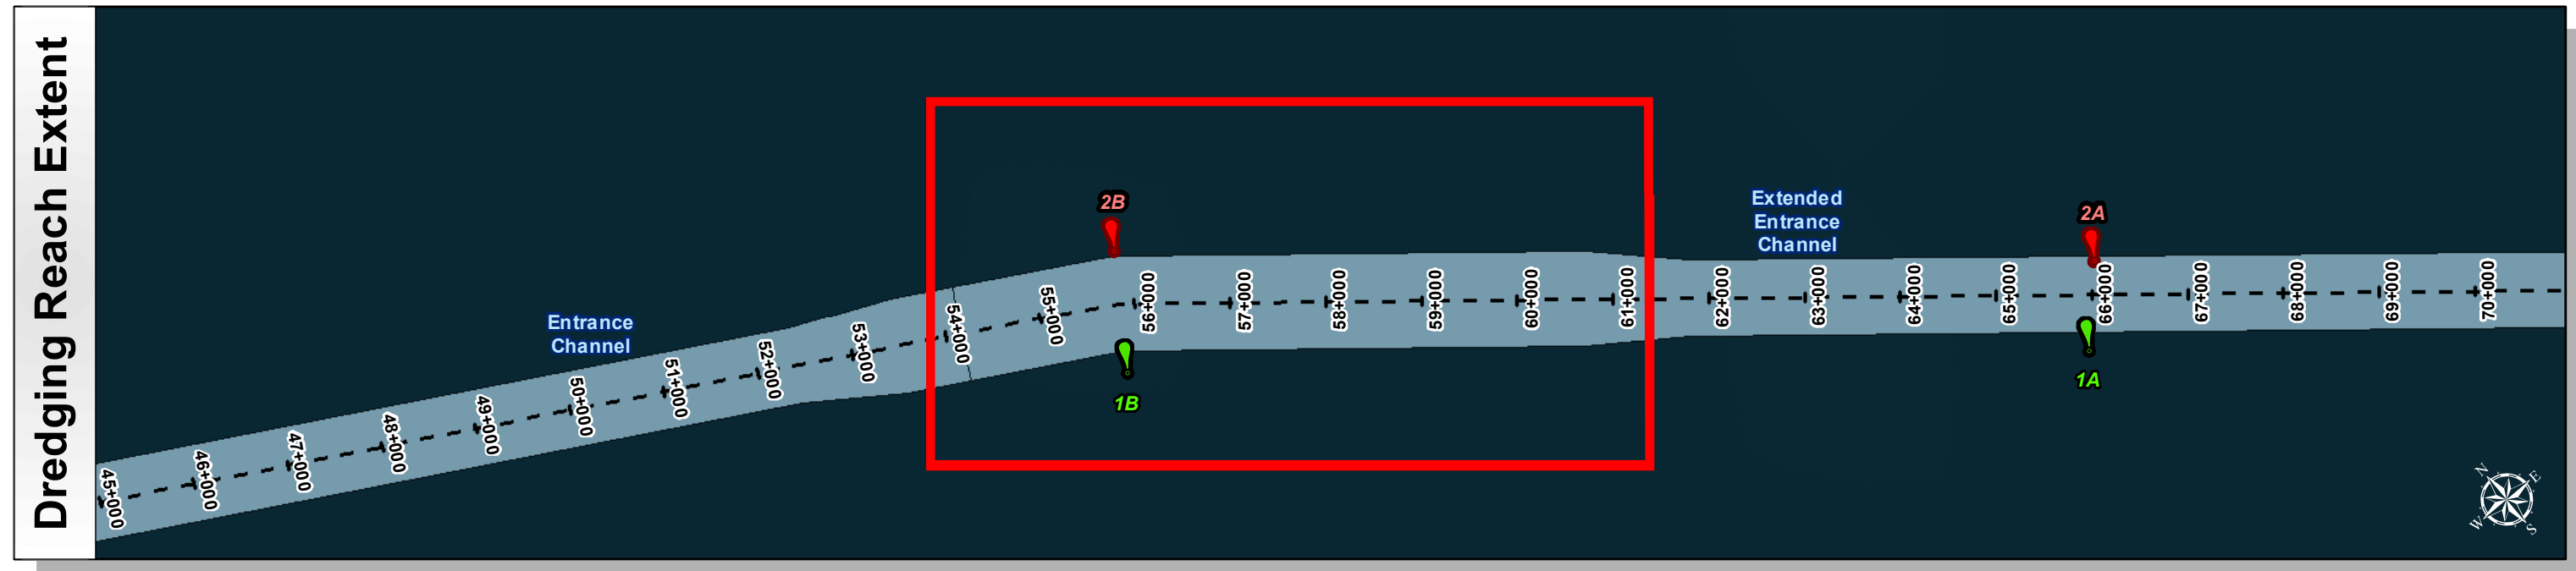 Dredging Reach Extent
Entrance
Channel
Extended
Entrance
Channel
2B
1B
2A
1A
45+000
46+000
47+000
48+000
49+000
50+000
51+000
52+000
53+000
54+000
55+000
56+000
57+000
58+000
59+000
60+000
61+000
62+000
63+000
64+000
65+000
66+000
67+000
68+000
69+000
70+000
N
E
W
S